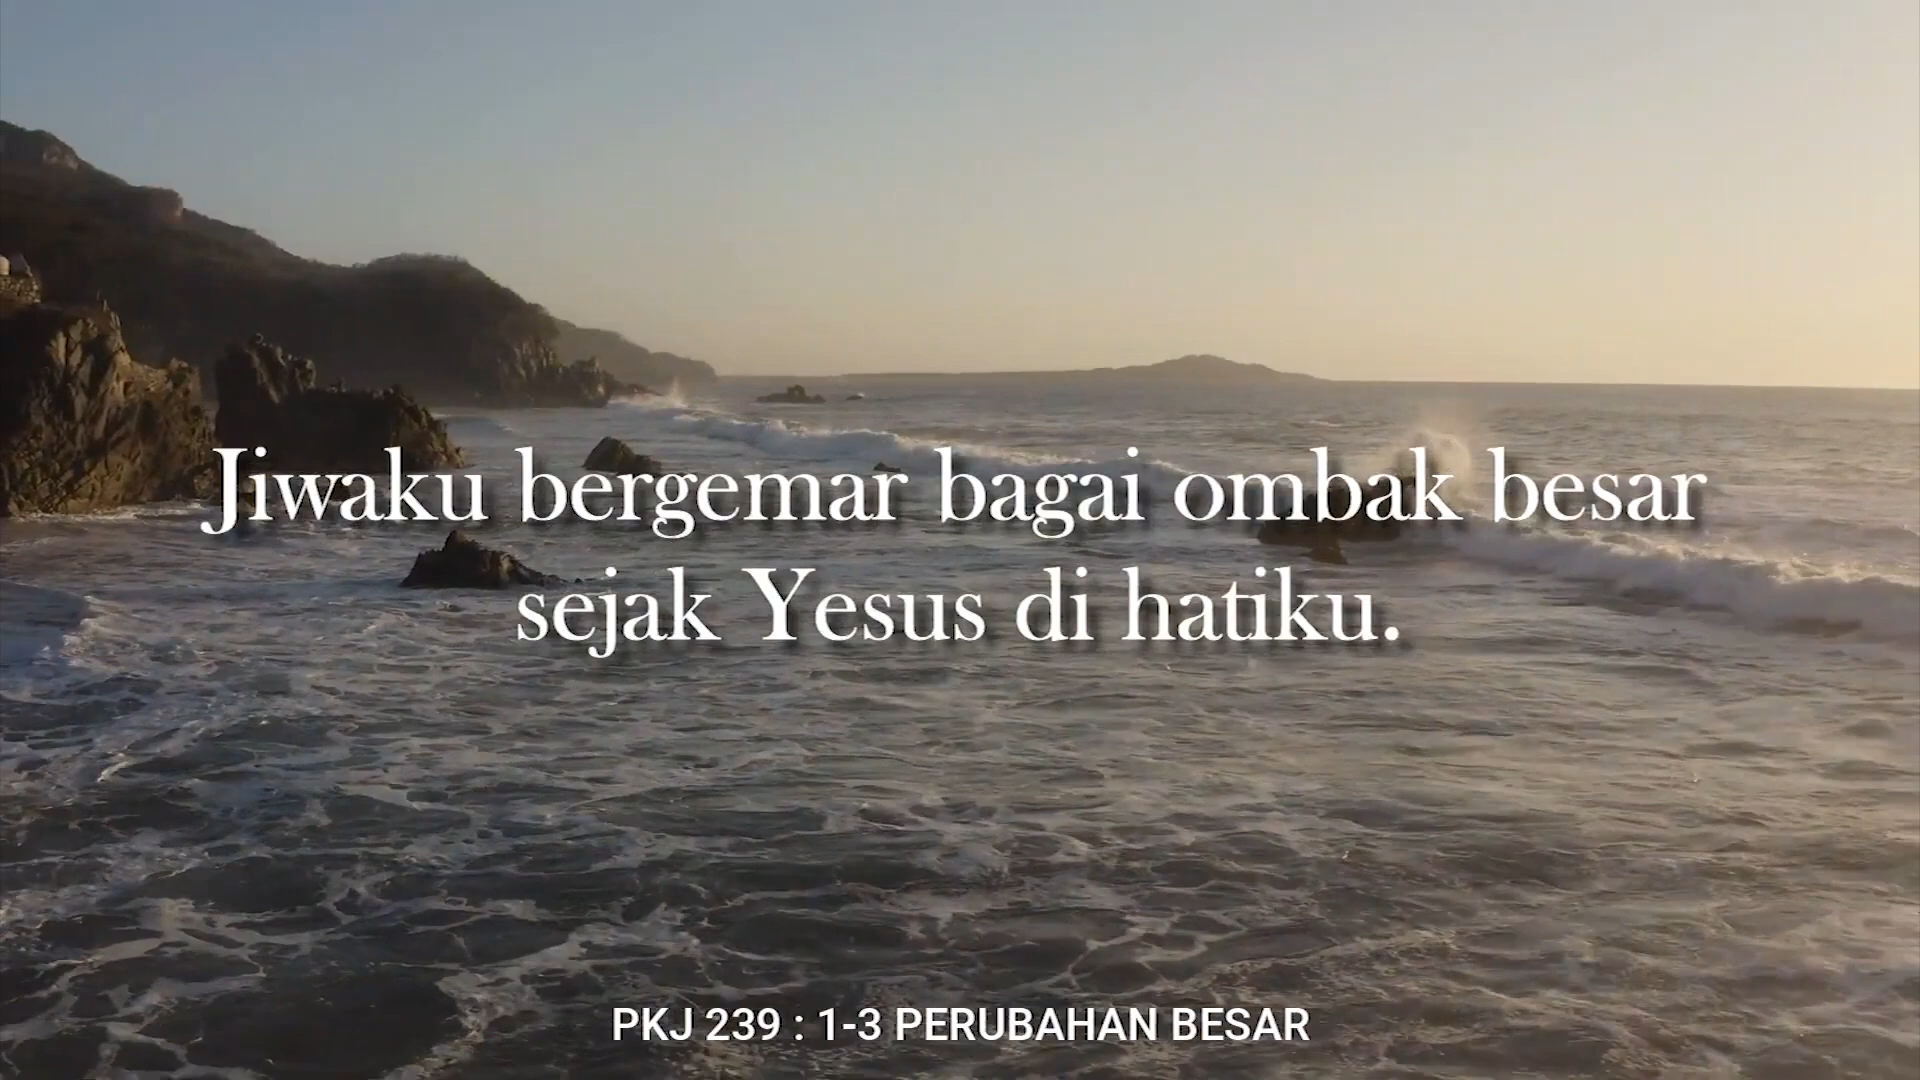 Jiwaku bergemar bagai ombak besar
sejak Yesus di hatiku.
PKJ 239 : 1-3 PERUBAHAN BESAR